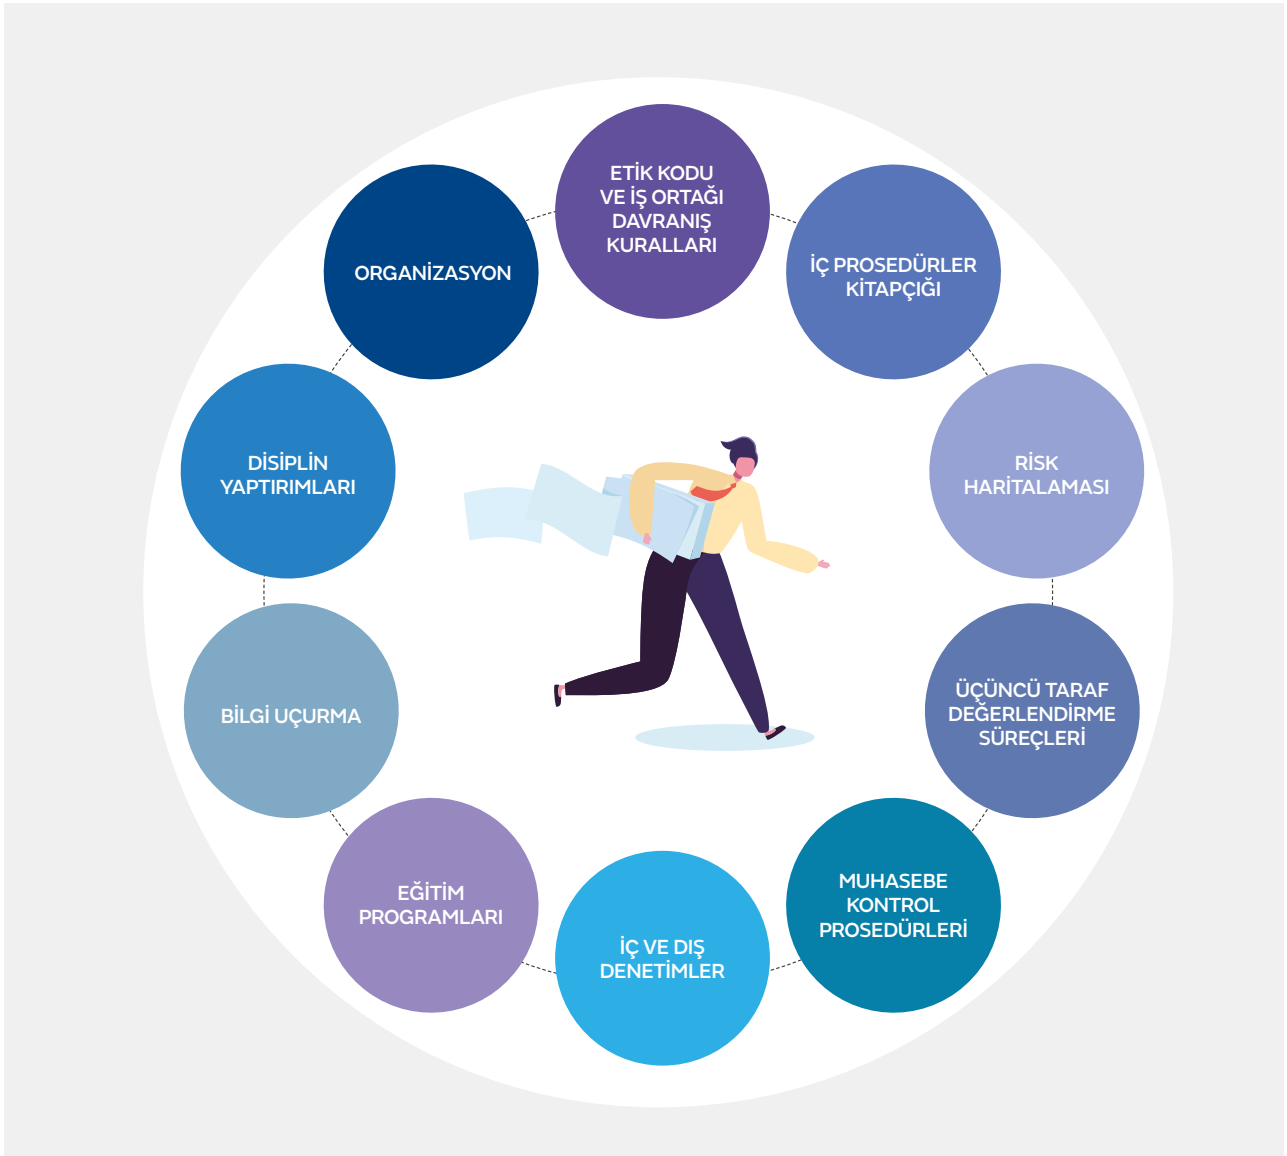 ETİK KODU
VE İŞ ORTAĞI
DAVRANIŞ
KURALLARI
İÇ PROSEDÜRLER
KİTAPÇIĞI
RİSK
HARİTALAMASI
ÜÇÜNCÜ TARAF
DEĞERLENDİRME
SÜREÇLERİ
MUHASEBE
KONTROL
PROSEDÜRLERİ
İÇ VE DIŞ
DENETİMLER
EĞİTİM
PROGRAMLARI
BİLGİ UÇURMA
DİSİPLİN
YAPTIRIMLARI
ORGANİZASYON